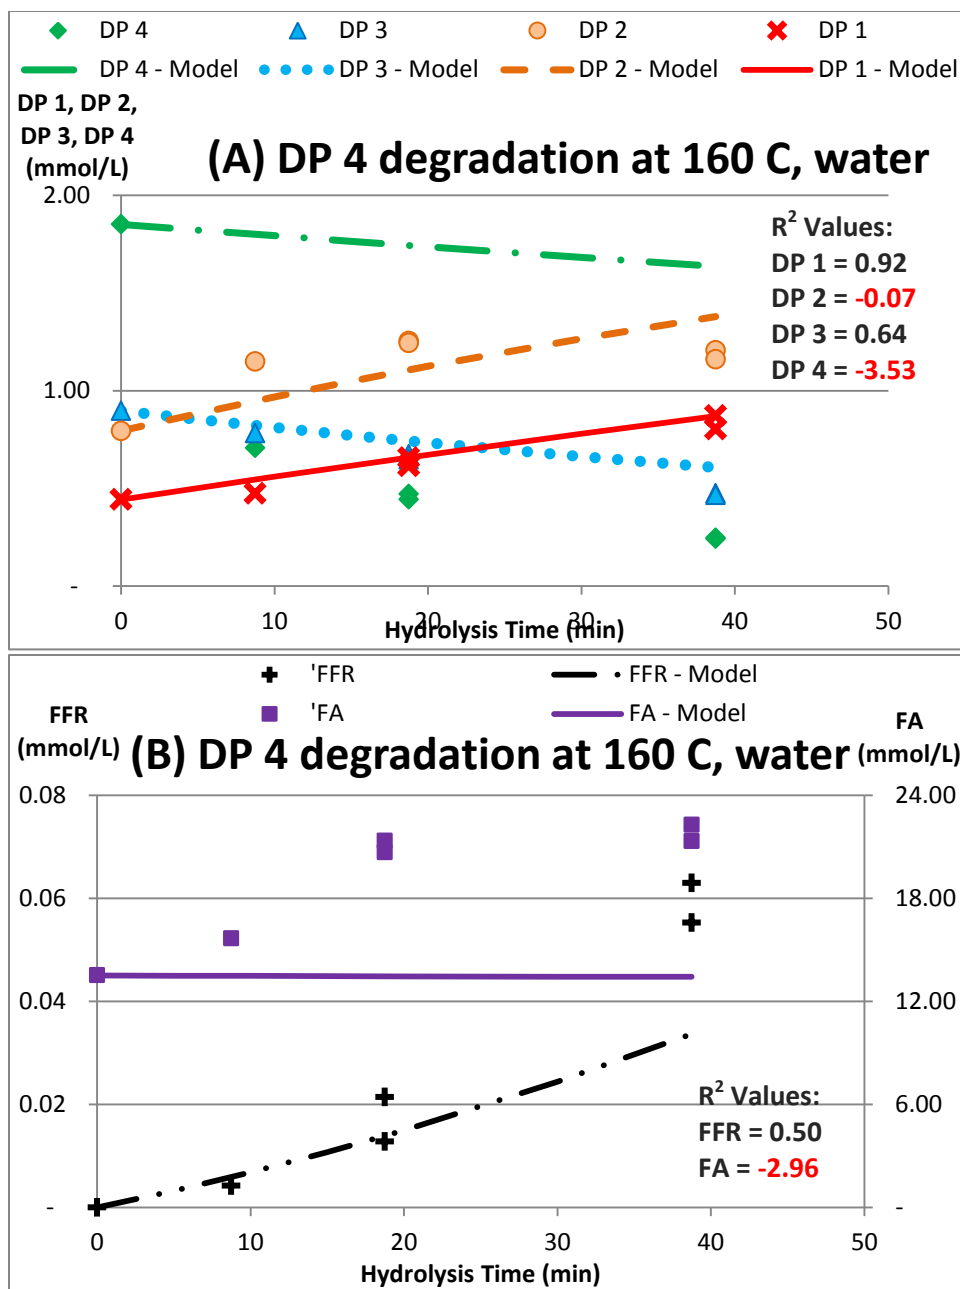 DP 4 DP 3 DP 2 DP 1
DP 4 - Model DP 3 - Model DP 2 - Model DP 1 - Model
DP 1, DP 2,
DP 3, DP 4
(mmol/L)
(A) DP 4 degradation at 160 C, water
2.00
R² Values:
DP 1 = 0.92
DP 2 = -0.07
DP 3 = 0.64
DP 4 = -3.53
1.00
-
0 10 20 30 40 50
Hydrolysis Time (min)
'FFR FFR - Model
'FA FA - Model
FFR
(mmol/L)
FA
(mmol/L)
(B) DP 4 degradation at 160 C, water
0.08 24.00
0.06 18.00
0.04 12.00
0.02 6.00
R² Values:
FFR = 0.50
FA = -2.96
- -
0 10 20 30 40 50
Hydrolysis Time (min)